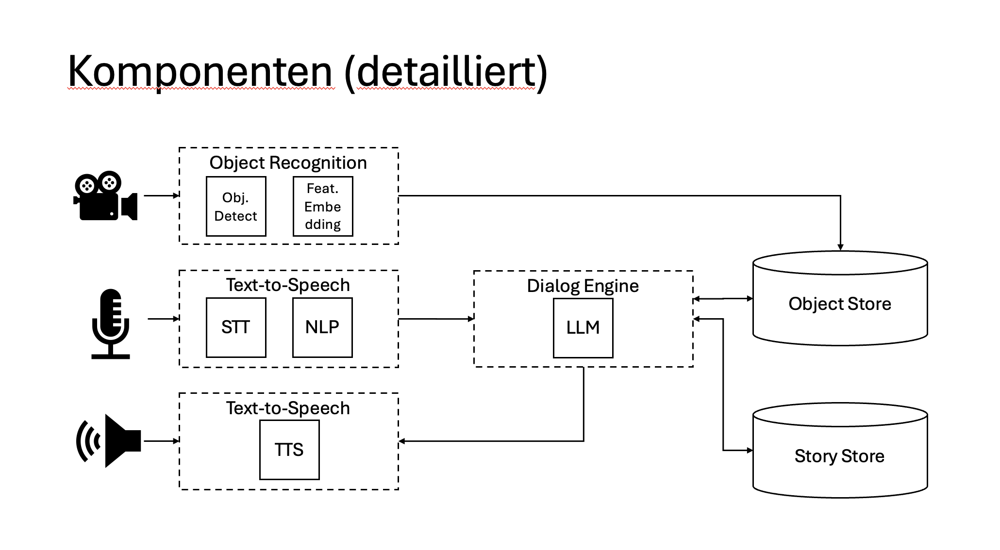 Komponenten (detailliert)
Object Recognition
Obj.
Detect
Feat.
Embe
dding
Text-to-Speech
STT
NLP
Dialog Engine
LLM
Object Store
Text-to-Speech
TTS
Story Store